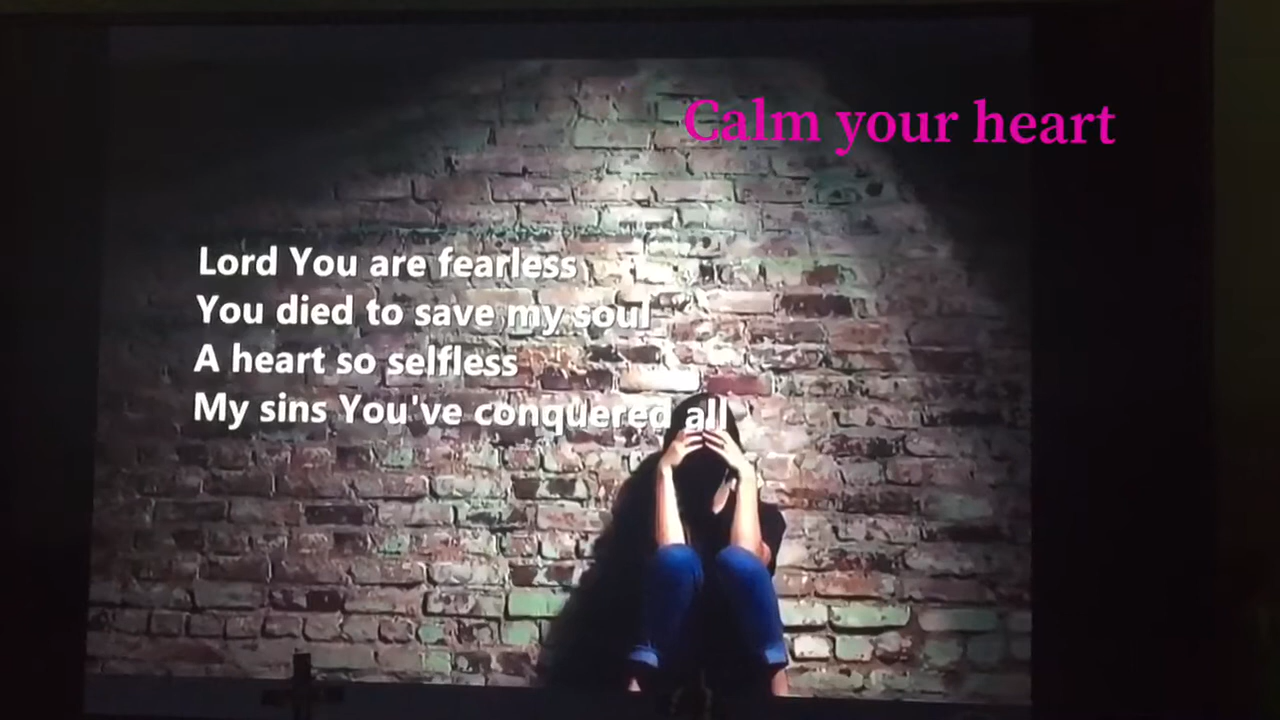 Calm your heart
Lord You are fearless
You died to save my soul
A heart so selfless
My sins You've conquered all